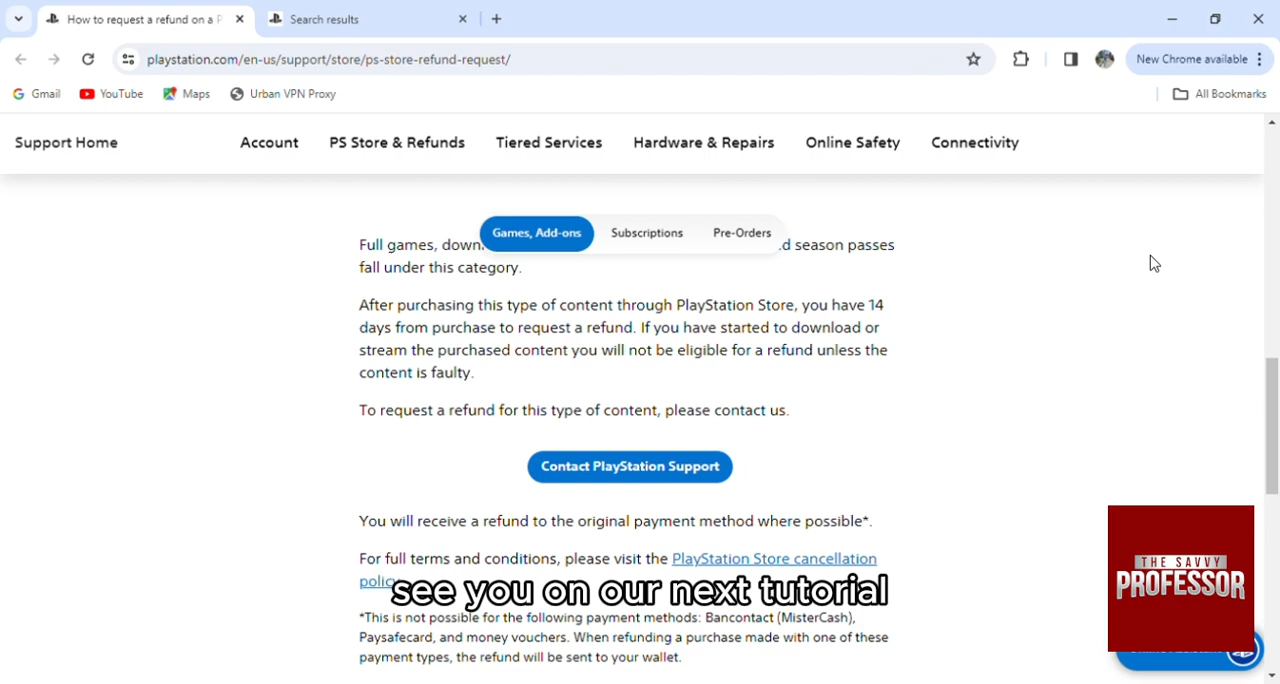 How to request a refund on a P
Search results
playstation.com/en-us/support/store/ps-store-refund-request/
New Chrome available
Gmail
YouTube
Maps
Urban VPN Proxy
All Bookmarks
Support Home
Account
PS Store & Refunds
Tiered Services
Hardware & Repairs
Online Safety
Connectivity
Games, Add-ons
Subscriptions
Pre-Orders
Full games, down d season passes
fall under this category.
After purchasing this type of content through PlayStation Store, you have 14
days from purchase to request a refund. If you have started to download or
stream the purchased content you will not be eligible for a refund unless the
content is faulty.
To request a refund for this type of content, please contact us.
Contact PlayStation Support
You will receive a refund to the original payment method where possible*.
For full terms and conditions, please visit the PlayStation Store cancellation
policy
see you on our next tutorial
*This is not possible for the following payment methods: Bancontact (MisterCash),
Paysafecard, and money vouchers. When refunding a purchase made with one of these
payment types, the refund will be sent to your wallet.
THE SAVVY
PROFESSOR